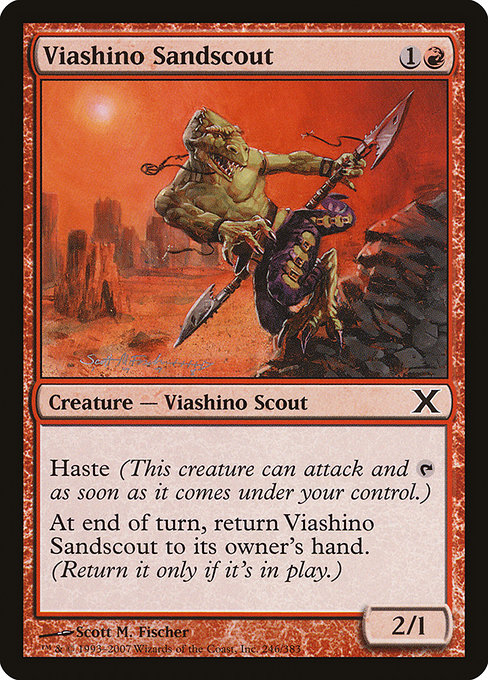 Viashino Sandscout 1
Creature — Viashino Scout X
Haste (This creature can attack and
as soon as it comes under your control.)
At end of turn, return Viashino
Sandscout to its owner's hand.
(Return it only if it's in play.)
Scott M. Fischer
2/1
™ & © 1993–2007 Wizards of the Coast, Inc. 246/383